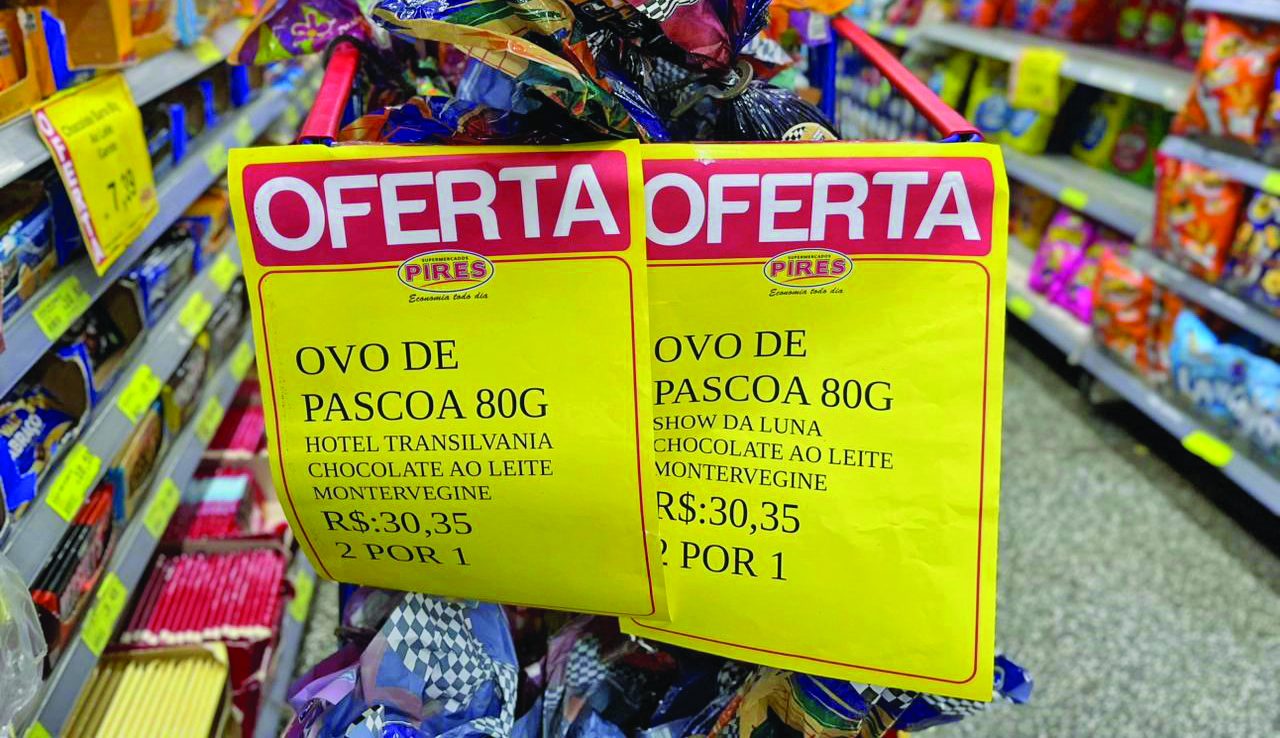 OFERTA
SUPERMERCADOS
PIRES
Economia todo dia
OVO DE
PASCOA 80G
HOTEL TRANSILVANIA
CHOCOLATE AO LEITE
MONTERVEGINE
R$:30,35
2 POR 1
OFERTA
SUPERMERCADOS
PIRES
Economia todo dia
OVO DE
PASCOA 80G
SHOW DA LUNA
CHOCOLATE AO LEITE
MONTERVEGINE
R$:30,35
2 POR 1
7,39